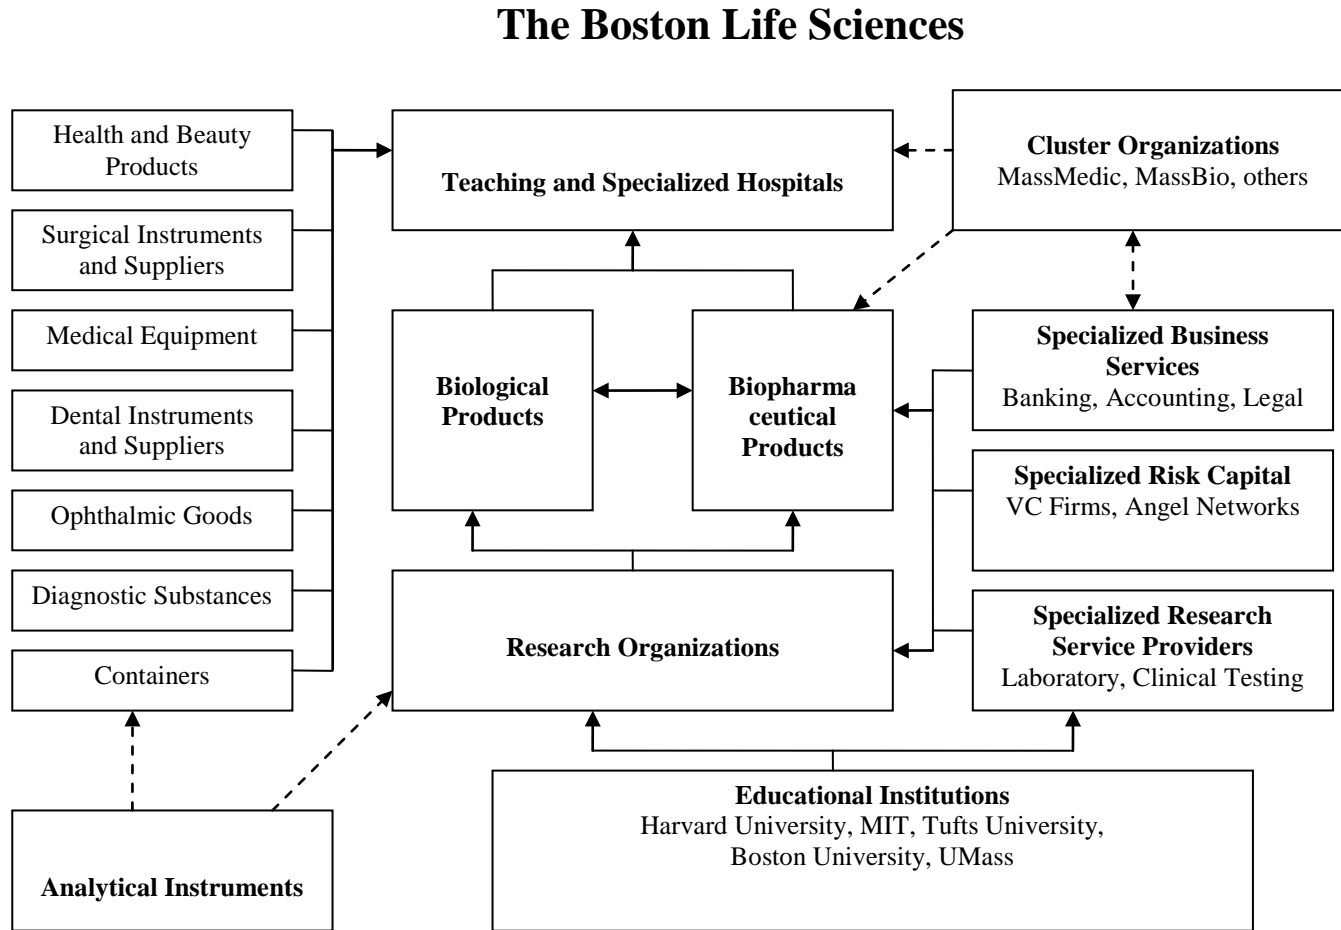 The Boston Life Sciences
Health and Beauty
Products
Surgical Instruments
and Suppliers
Medical Equipment
Dental Instruments
and Suppliers
Ophthalmic Goods
Diagnostic Substances
Containers
Analytical Instruments
Teaching and Specialized Hospitals
Biological
Products
Biopharma
ceutical
Products
Research Organizations
Cluster Organizations
MassMedic, MassBio, others
Specialized Business
Services
Banking, Accounting, Legal
Specialized Risk Capital
VC Firms, Angel Networks
Specialized Research
Service Providers
Laboratory, Clinical Testing
Educational Institutions
Harvard University, MIT, Tufts University,
Boston University, UMass